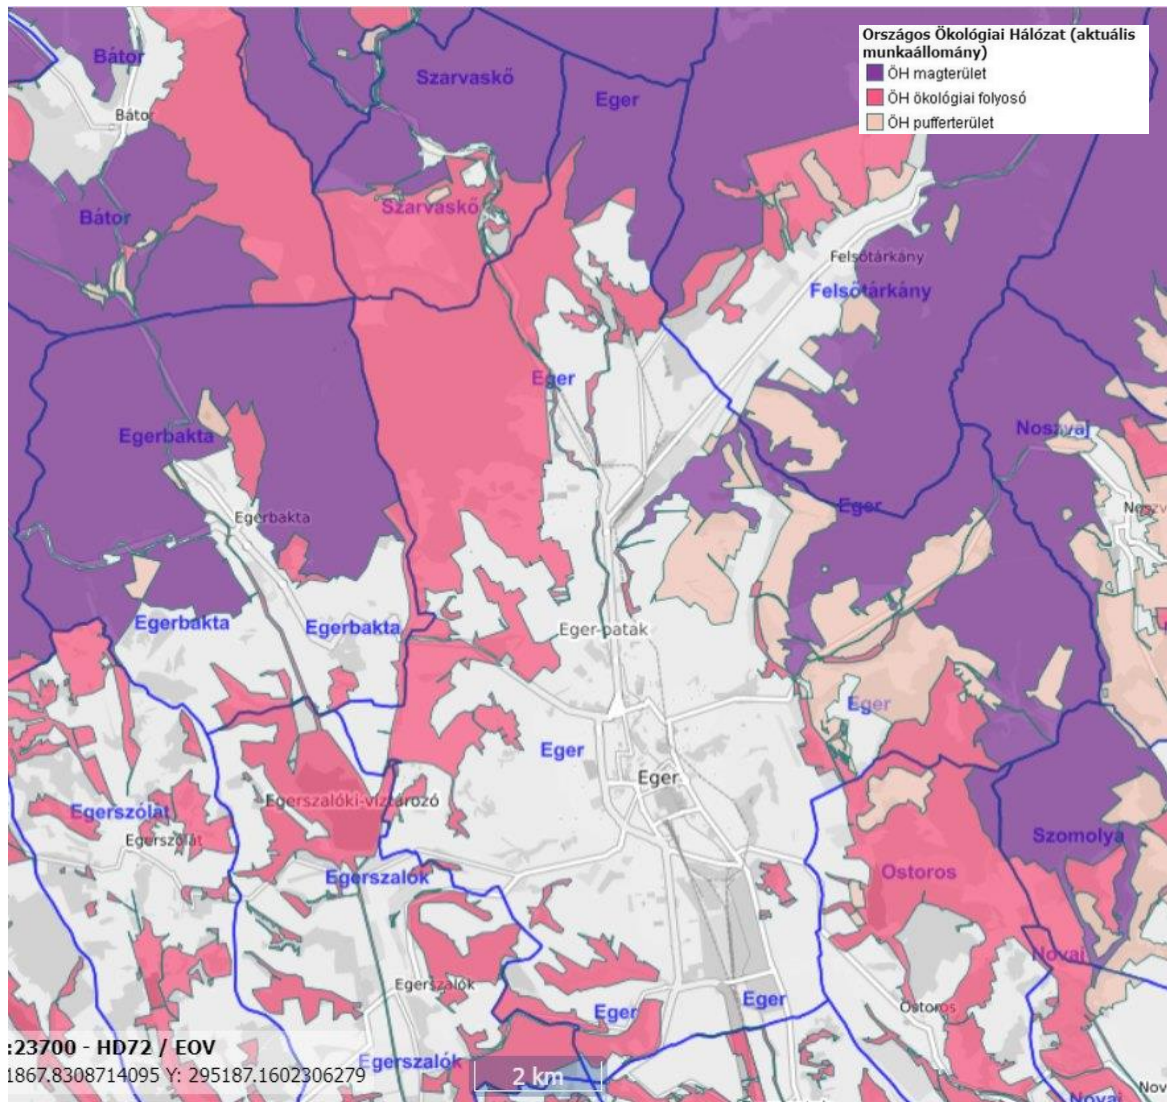 Országos Ökológiai Hálózat (aktuális
munkaállomány)
ÖH magterület
ÖH ökológiai folyosó
ÖH puffterület
Bátor
Szarvaskő
Eger
Bátor
Bátor
Szarvaskő
Felsőtárkány
Felsőtárkány
Eger
Egerbakta
Noszvaj
Eger
Egerbakta
Egerbakta
Egerbakta
Eger-patak
Eger
Eger
Eger
Egerszalóki-víztározó
Egerszólát
Egerszólát
Szomolya
Ostoros
Egerszalók
Novaj
Egerszalók
Eger
Eger
Ostoros
:23700 - HD72 / EOV
1867.8308714095 Y: 295187.1602306279
Egerszalók
2 km
Novaj